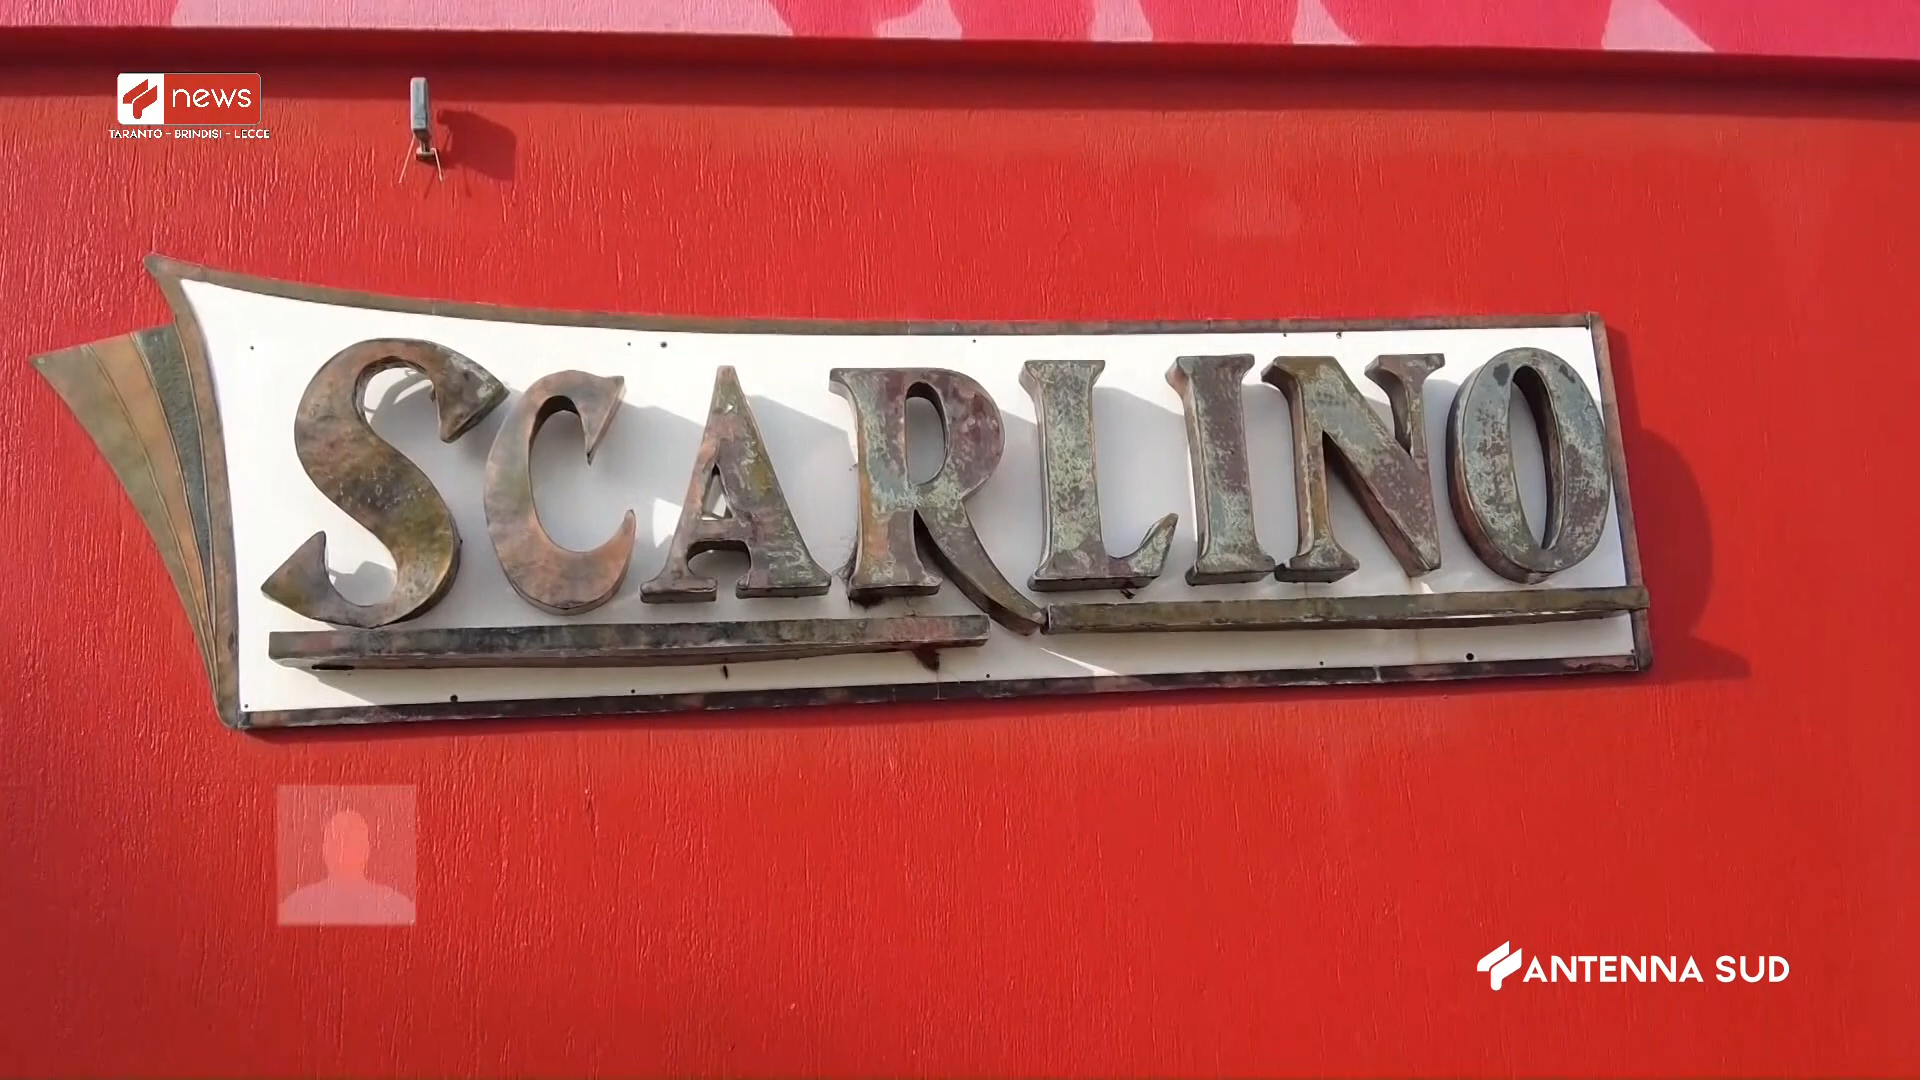 news
TARANTO - BRINDISI - LECCE
SCARLINO
ANTENNA SUD